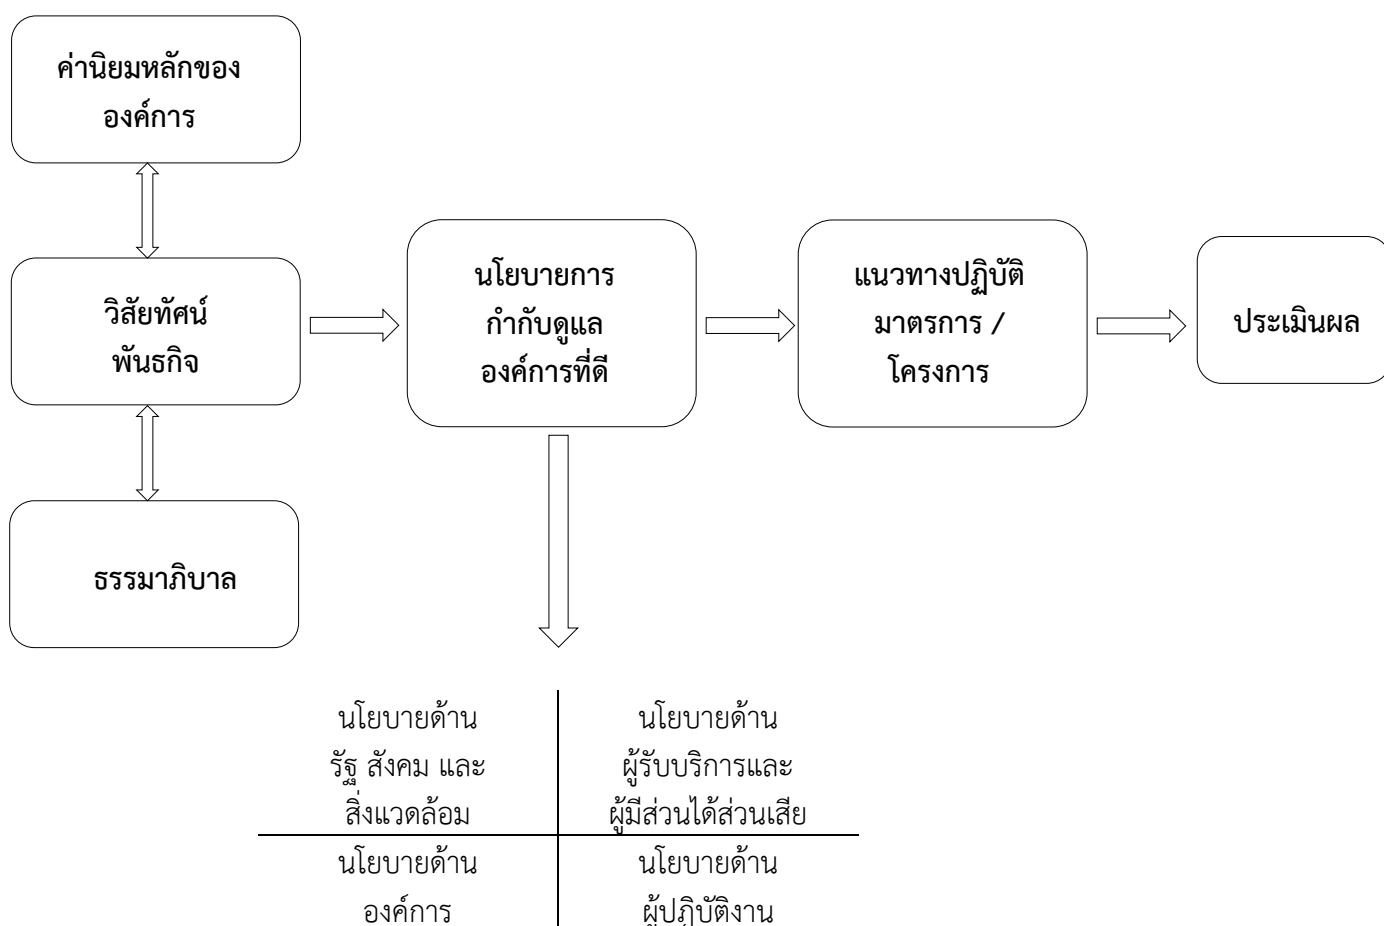 ค่านิยมหลักของ
องค์การ
วิสัยทัศน์
พันธกิจ
ธรรมาภิบาล
นโยบายการ
กำกับดูแล
องค์การที่ดี
แนวทางปฏิบัติ
มาตรการ /
โครงการ
ประเมินผล
นโยบายด้าน
รัฐ สังคม และ
สิ่งแวดล้อม
นโยบายด้าน
ผู้รับบริการและ
ผู้มีส่วนได้ส่วนเสีย
นโยบายด้าน
องค์การ
นโยบายด้าน
ผู้ปฏิบัติงาน